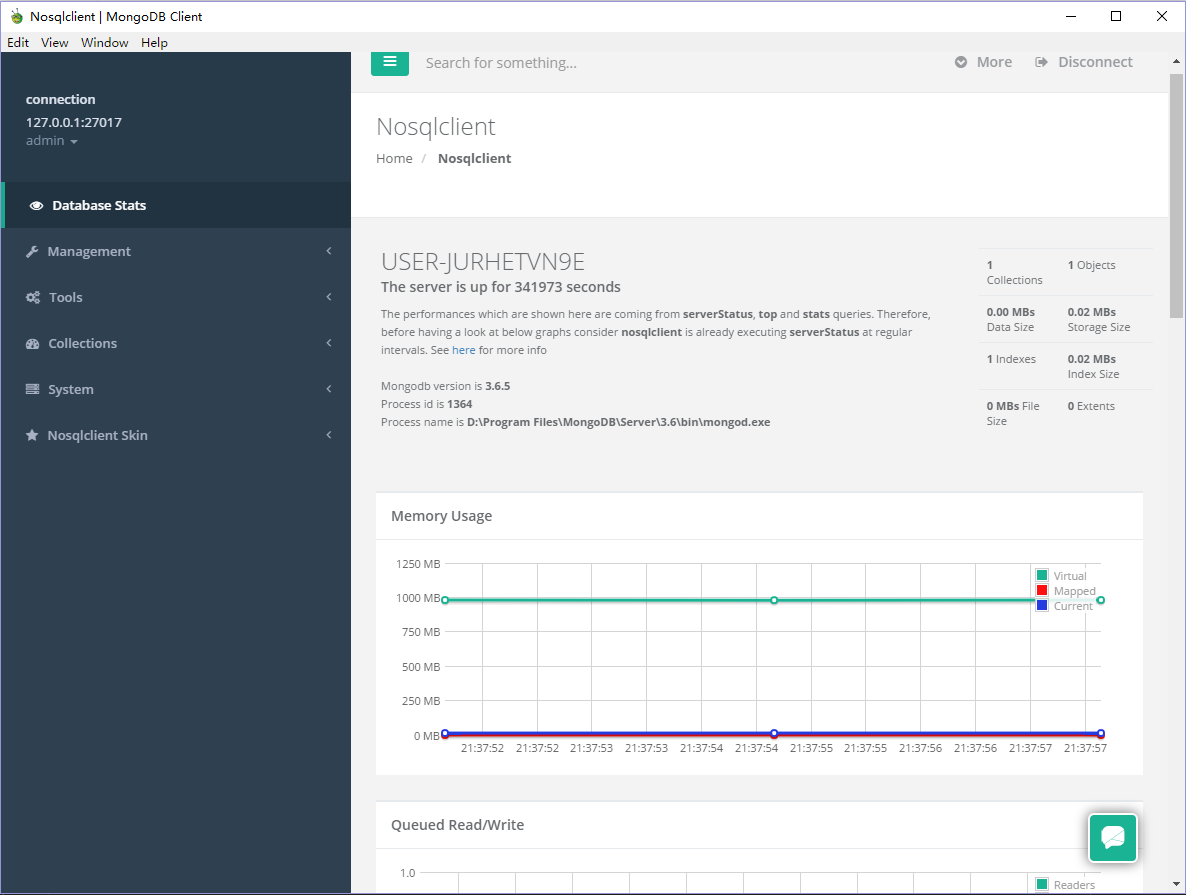 Nosqlclient | MongoDB Client
Edit View Window Help
connection
127.0.0.1:27017
admin
Database Stats
Management
Tools
Collections
System
Nosqlclient Skin
Search for something...
More
Disconnect
Nosqlclient
Home / Nosqlclient
USER-JURHETVN9E
The server is up for 341973 seconds
The performances which are shown here are coming from serverStatus, top and stats queries. Therefore,
before having a look at below graphs consider nosqlclient is already executing serverStatus at regular
intervals. See here for more info
Mongodb version is 3.6.5
Process id is 1364
Process name is D:\Program Files\MongoDB\Server\3.6\bin\mongod.exe
1
Collections
1 Objects
0.00 MBs
Data Size
0.02 MBs
Storage Size
1 Indexes
0.02 MBs
Index Size
0 MBs File
Size
0 Extents
Memory Usage
1250 MB
1000 MB
750 MB
500 MB
250 MB
0 MB
Virtual
Mapped
Current
21:37:52 21:37:52 21:37:53 21:37:53 21:37:54 21:37:54 21:37:55 21:37:55 21:37:56 21:37:56 21:37:57 21:37:57
Queued Read/Write
1.0
Readers